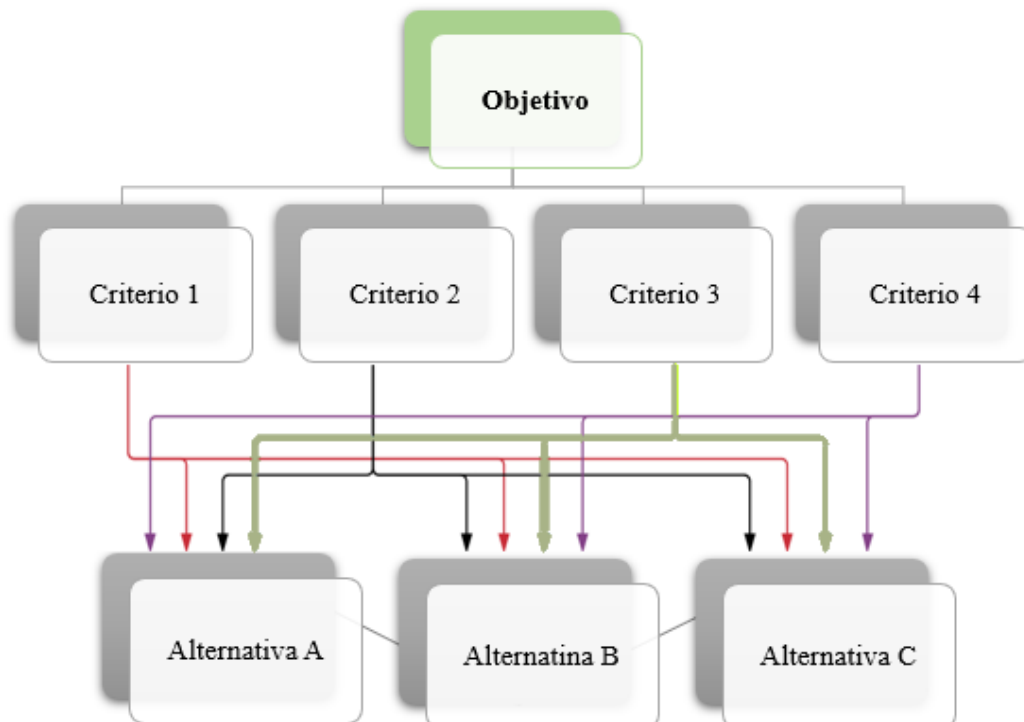 Objetivo
Criterio 1
Criterio 2
Criterio 3
Criterio 4
Alternativa A
Alternatina B
Alternativa C